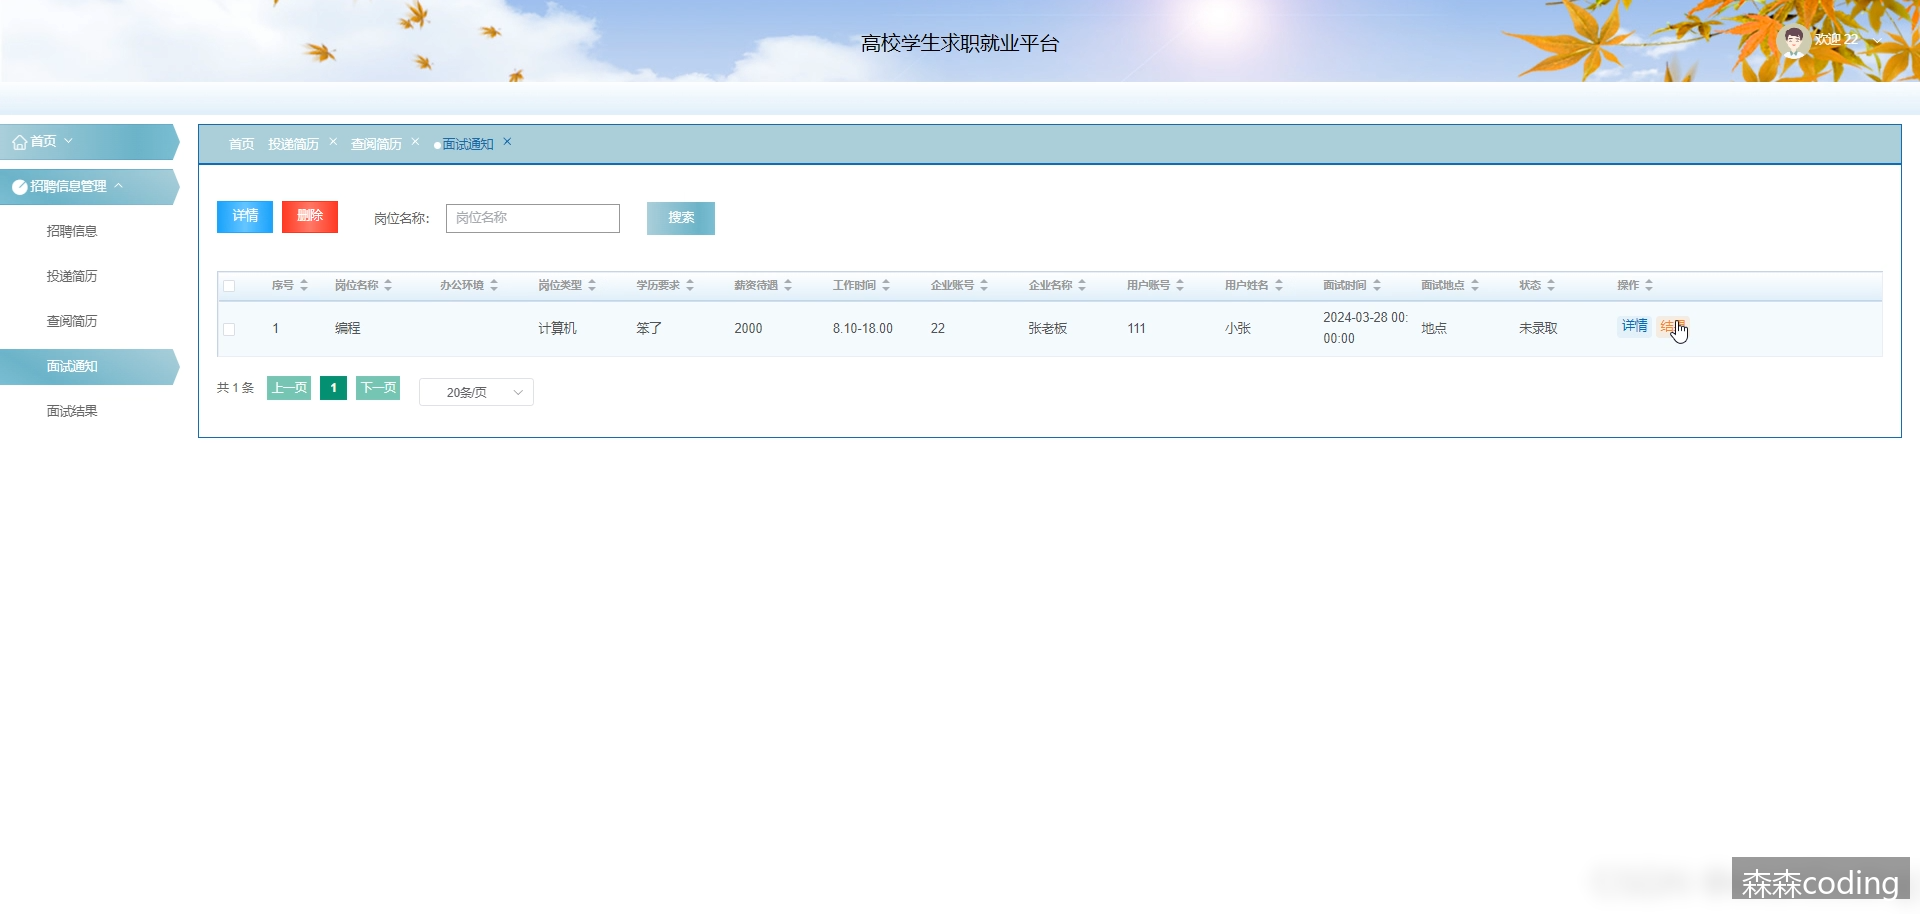 高校学生求职就业平台
欢迎 22
首页
招聘信息管理
招聘信息
投递简历
查阅简历
面试通知
面试结果
首页 投递简历 查阅简历 面试通知
详情 删除 岗位名称: 岗位名称 搜索
序号 岗位名称 办公环境 岗位类型 学历要求 薪资待遇 工作时间 企业账号 企业名称 用户账号 用户姓名 面试时间 面试地点 状态 操作
1 编程 计算机 笨了 2000 8.10-18.00 22 张老板 111 小张 2024-03-28 00:00:00 地点 未录取 详情 结果
共 1 条 上一页 1 下一页 20条/页
森森coding